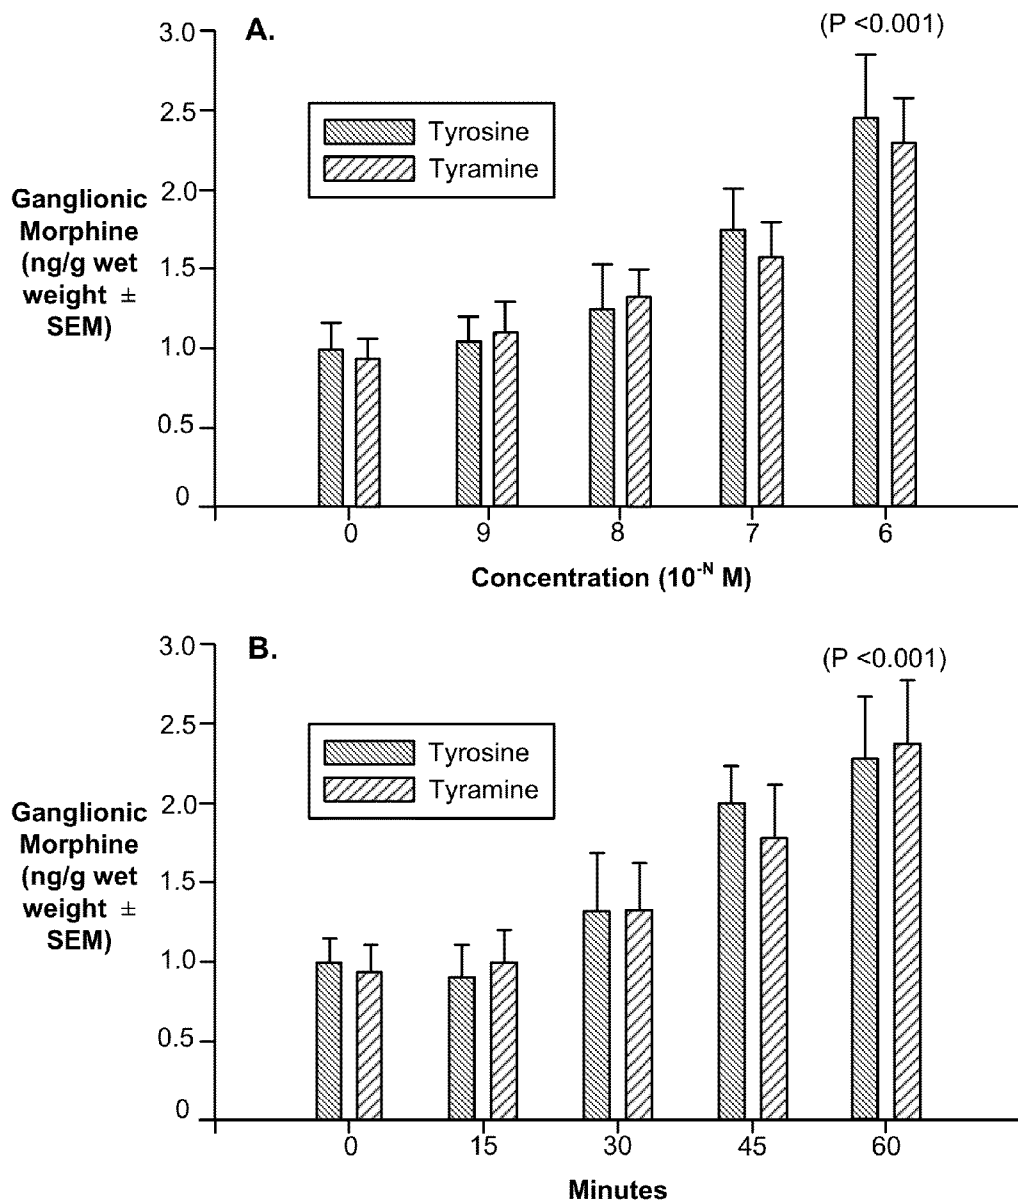 A.
(P <0.001)
3.0
2.5
2.0
1.5
1.0
0.5
0
Ganglionic
Morphine
(ng/g wet
weight ±
SEM)
Tyrosine
Tyramine
0 9 8 7 6
Concentration (10⁻ᴺ M)
B.
(P <0.001)
3.0
2.5
2.0
1.5
1.0
0.5
0
Ganglionic
Morphine
(ng/g wet
weight ±
SEM)
Tyrosine
Tyramine
0 15 30 45 60
Minutes